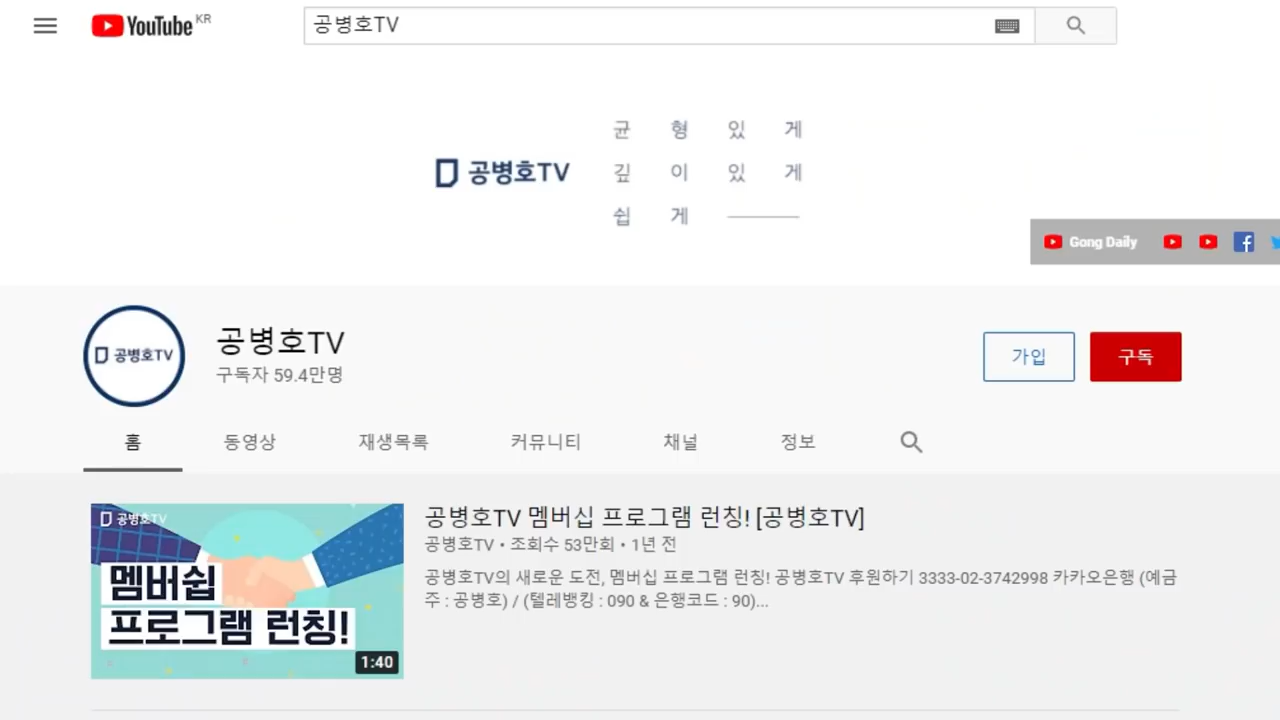 YouTube KR
공병호TV
균 형 있 게
공병호TV
깊 이 있 게
쉽 게
Gong Daily
공병호TV
공병호TV
구독자 59.4만명
가입
구독
홈 동영상 재생목록 커뮤니티 채널 정보
공병호TV
멤버쉽
프로그램 런칭!
1:40
공병호TV 멤버십 프로그램 런칭! [공병호TV]
공병호TV • 조회수 53만회 • 1년 전
공병호TV의 새로운 도전, 멤버십 프로그램 런칭! 공병호TV 후원하기 3333-02-3742998 카카오은행 (예금
주 : 공병호) / (텔레뱅킹 : 090 & 은행코드 : 90)...